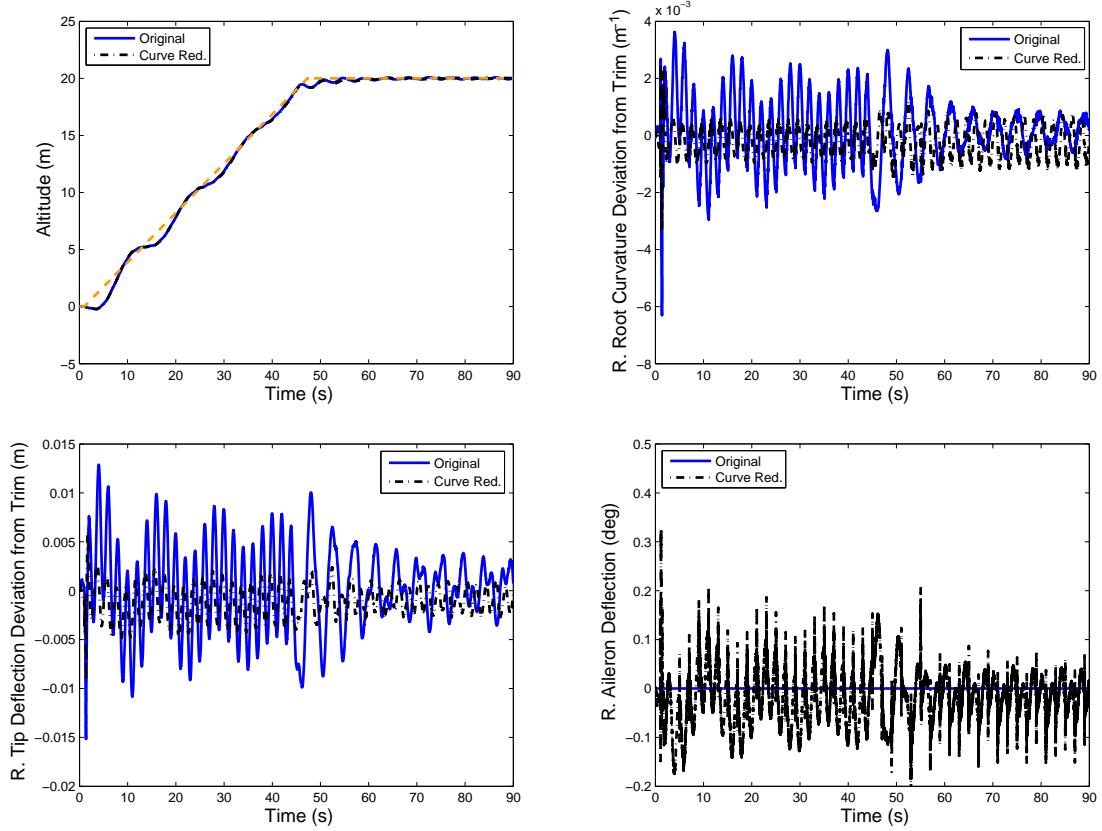 25
20
15
10
5
0
−5
0 10 20 30 40 50 60 70 80 90
Time (s)
Altitude (m)
Original
Curve Red.
x 10−3
4
2
0
−2
−4
−6
−8
0 10 20 30 40 50 60 70 80 90
Time (s)
R. Root Curvature Deviation from Trim (m−1)
Original
Curve Red.
0.015
0.01
0.005
0
−0.005
−0.01
−0.015
−0.02
0 10 20 30 40 50 60 70 80 90
Time (s)
R. Tip Deflection Deviation from Trim (m)
Original
Curve Red.
0.5
0.4
0.3
0.2
0.1
0
−0.1
−0.2
0 10 20 30 40 50 60 70 80 90
Time (s)
R. Aileron Deflection (deg)
Original
Curve Red.